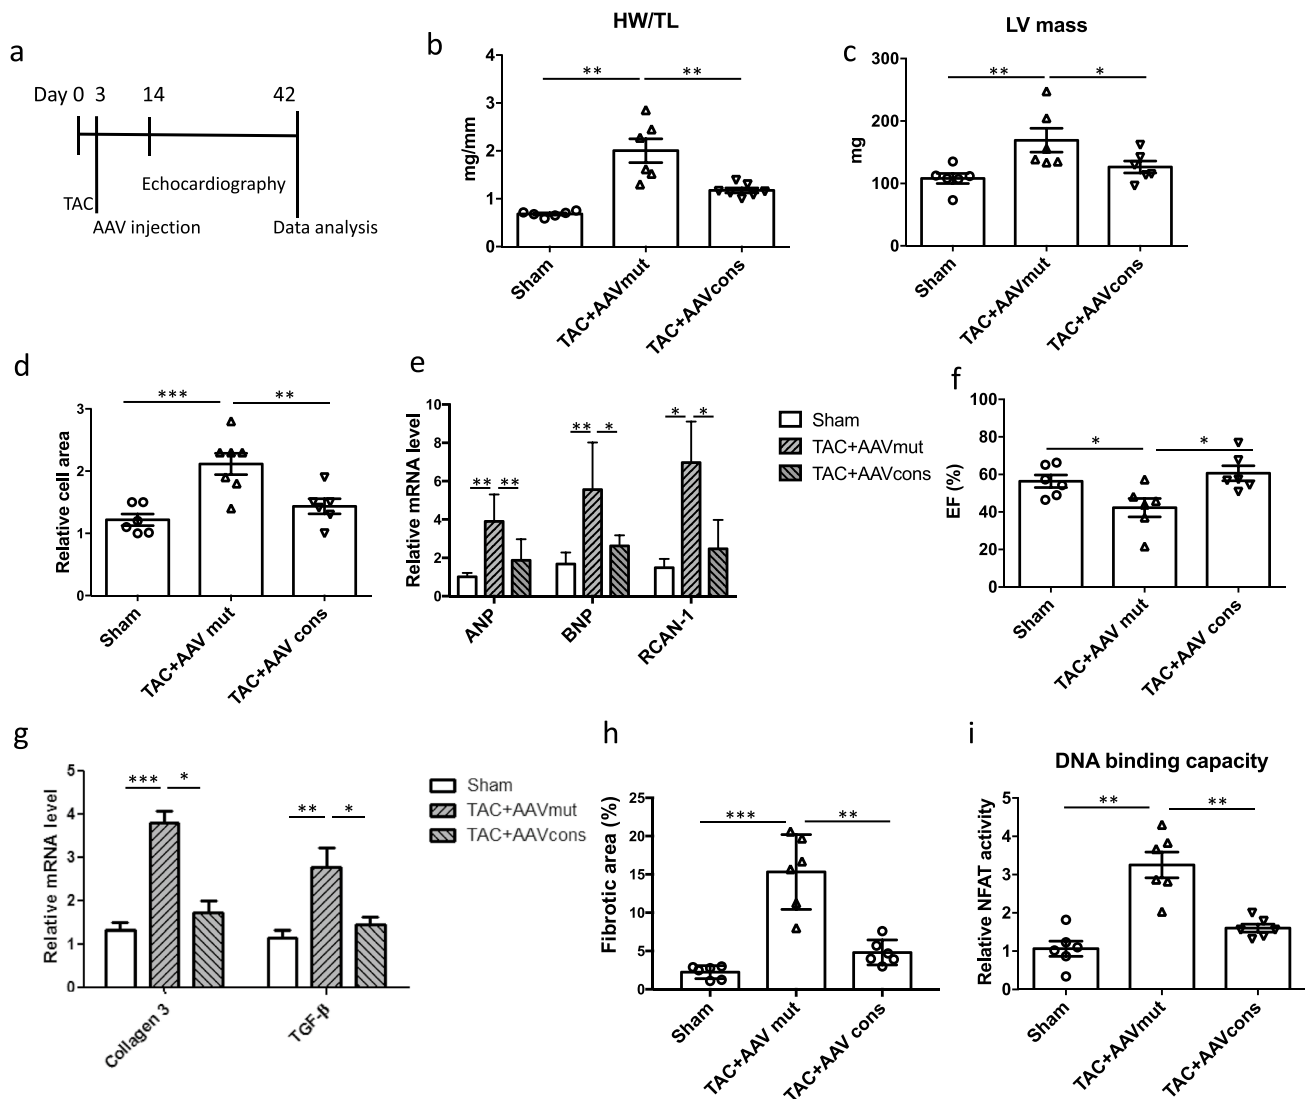 a
Day 0 3 14 42
Echocardiography
TAC
AAV injection
Data analysis
b
HW/TL
** **
4
3
2
1
0
mg/mm
Sham
TAC+AAVmut
TAC+AAVcons
c
LV mass
** *
300
200
100
0
mg
Sham
TAC+AAVmut
TAC+AAVcons
d
*** **
3
2
1
0
Relative cell area
Sham
TAC+AAV mut
TAC+AAV cons
e
10
8
6
4
2
0
Relative mRNA level
** **
** *
* *
ANP
BNP
RCAN-1
Sham
TAC+AAVmut
TAC+AAVcons
f
* *
100
80
60
40
20
0
EF (%)
Sham
TAC+AAV mut
TAC+AAV cons
g
5
4
3
2
1
0
Relative mRNA level
*** *
** *
Collagen 3
TGF-β
Sham
TAC+AAVmut
TAC+AAVcons
h
*** **
25
20
15
10
5
0
Fibrotic area (%)
Sham
TAC+AAV mut
TAC+AAV cons
i
DNA binding capacity
** **
5
4
3
2
1
0
Relative NFAT activity
Sham
TAC+AAVmut
TAC+AAVcons